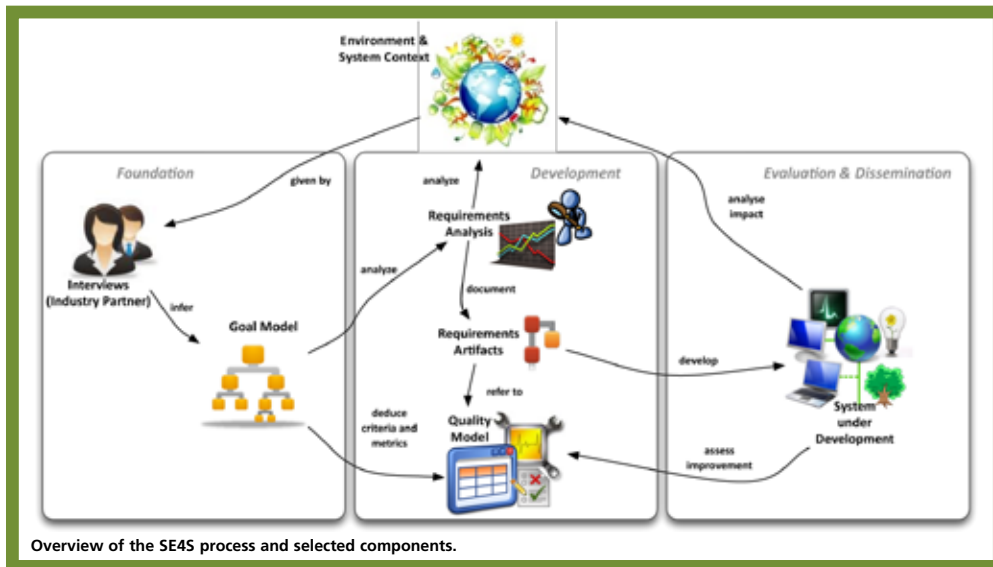 Environment &
System Context
Foundation
Development
Evaluation & Dissemination
given by
analyze
analyse
impact
Requirements
Analysis
Interviews
(Industry Partner)
infer
analyze
document
Goal Model
Requirements
Artifacts
develop
refer to
deduce
criteria and
metrics
Quality
Model
System
under
Development
assess
improvement
Overview of the SE4S process and selected components.